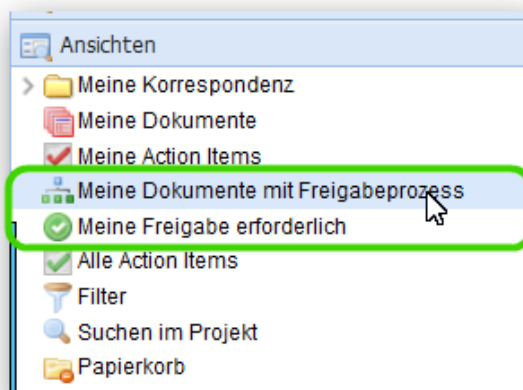 Ansichten
Meine Korrespondenz
Meine Dokumente
Meine Action Items
Meine Dokumente mit Freigabeprozess
Meine Freigabe erforderlich
Alle Action Items
Filter
Suchen im Projekt
Papierkorb